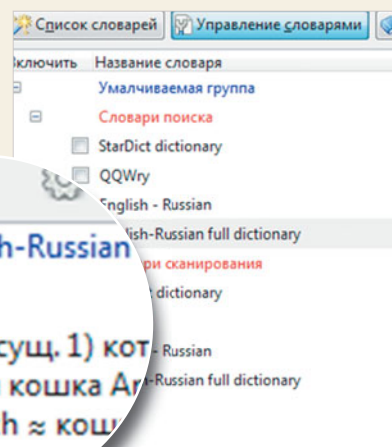 Список словарей Управление словарями
Включить Название словаря
Умалчиваемая группа
Словари поиска
StarDict dictionary
QQWry
English - Russian
lish-Russian full dictionary
ри сканирования
dictionary
- Russian
-Russian full dictionary
h-Russian
сущ. 1) кот
кошка
h ≈ кош